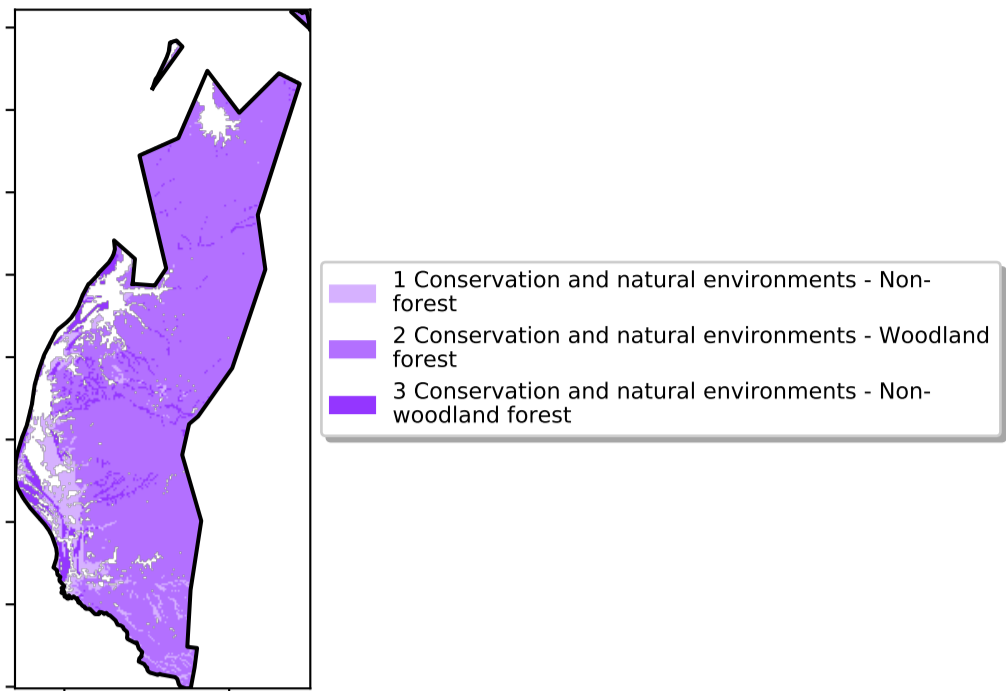 1 Conservation and natural environments - Non-
forest
2 Conservation and natural environments - Woodland
forest
3 Conservation and natural environments - Non-
woodland forest